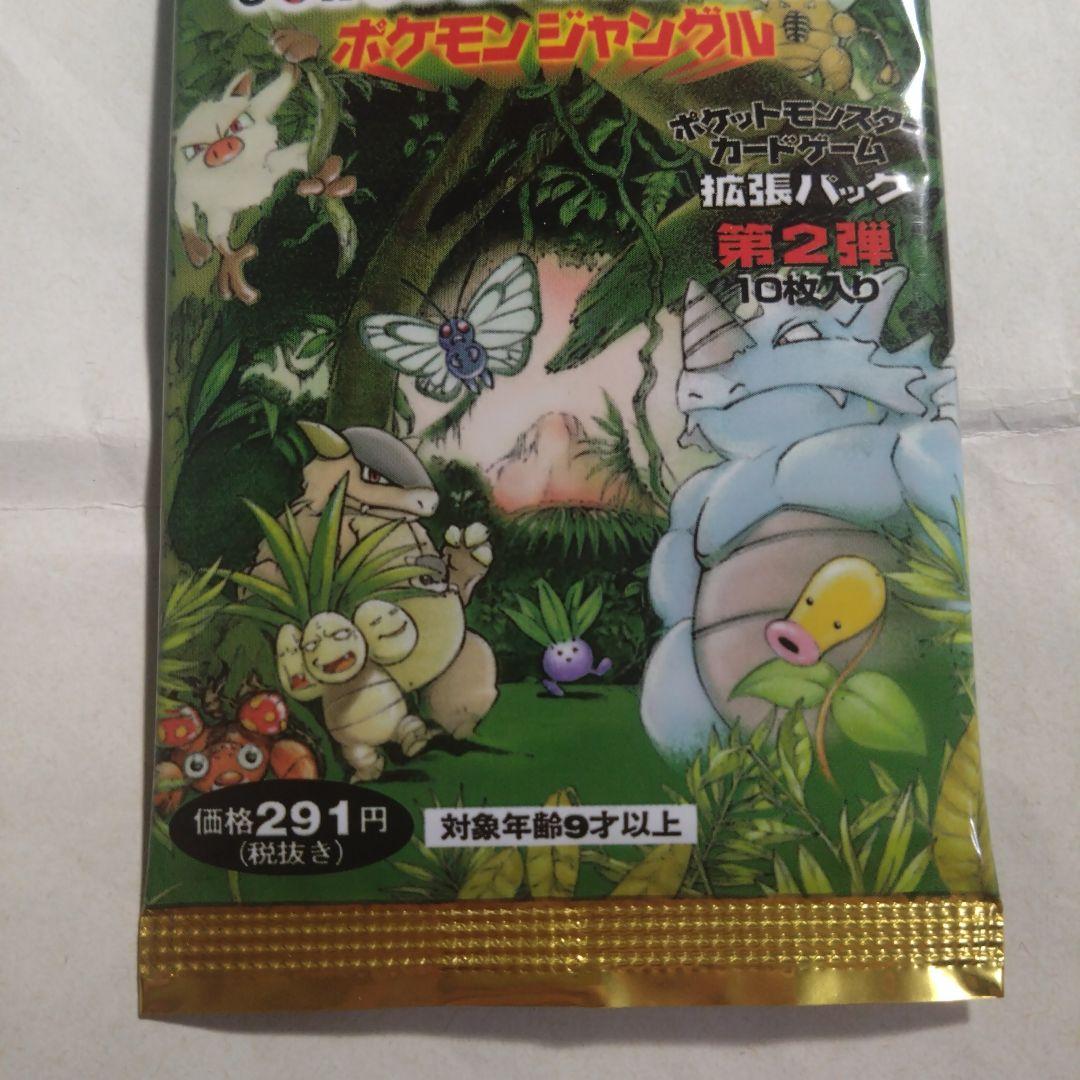 ポケモンジャングル
ポケットモンスター
カードゲーム
拡張パック
第2弾
10枚入り
価格291円
(税抜き)
対象年齢9才以上